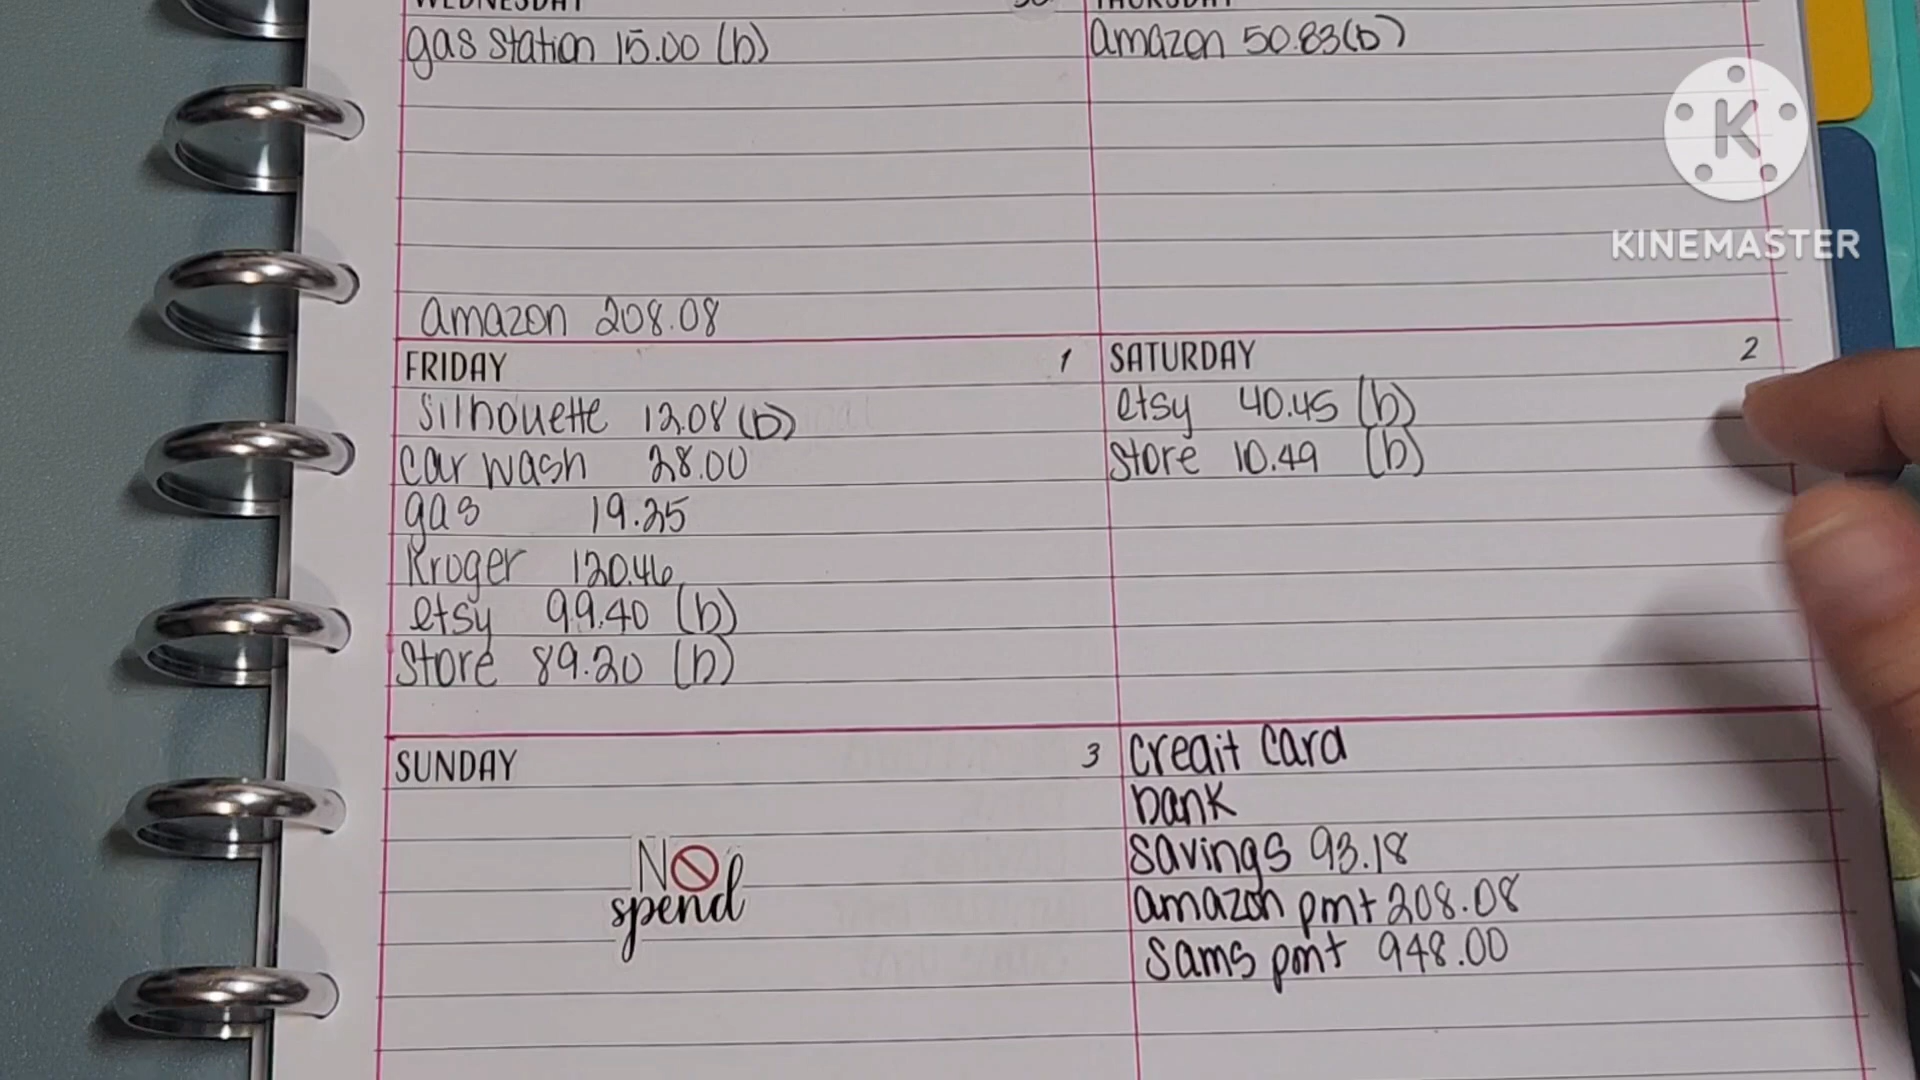 WEDNESDAY
gas station 15.00 (b)
THURSDAY
amazon 50.83 (b)
KINEMASTER
amazon 208.08
FRIDAY 1
Silhouette 12.08 (b)
car wash 28.00
gas 19.25
Kroger 120.46
etsy 99.40 (b)
Store 89.20 (b)
SATURDAY 2
etsy 40.45 (b)
Store 10.49 (b)
SUNDAY 3
NO
spend
credit card
bank
savings 93.18
amazon pmt 208.08
Sams pmt 948.00